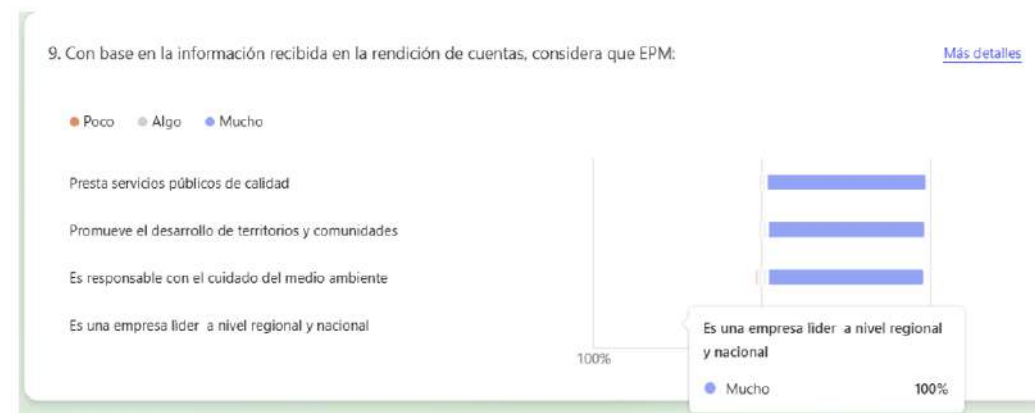 9. Con base en la información recibida en la rendición de cuentas, considera que EPM:
Más detalles
Poco Algo Mucho
Presta servicios públicos de calidad
Promueve el desarrollo de territorios y comunidades
Es responsable con el cuidado del medio ambiente
Es una empresa lider a nivel regional y nacional
Es una empresa lider a nivel regional
y nacional
100%
Mucho 100%